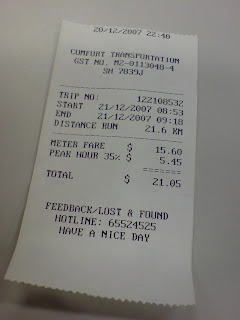 20/12/2007 22:40
COMFORT TRANSPORTATION
GST NO. M2-0113048-4
SH 7839J
TRIP NO: 122108532
START 21/12/2007 08:53
END 21/12/2007 09:18
DISTANCE RUN 21.6 KM
METER FARE $ 15.60
PEAK HOUR 35% $ 5.45
=======
TOTAL $ 21.05
FEEDBACK/LOST & FOUND
HOTLINE: 65524525
HAVE A NICE DAY